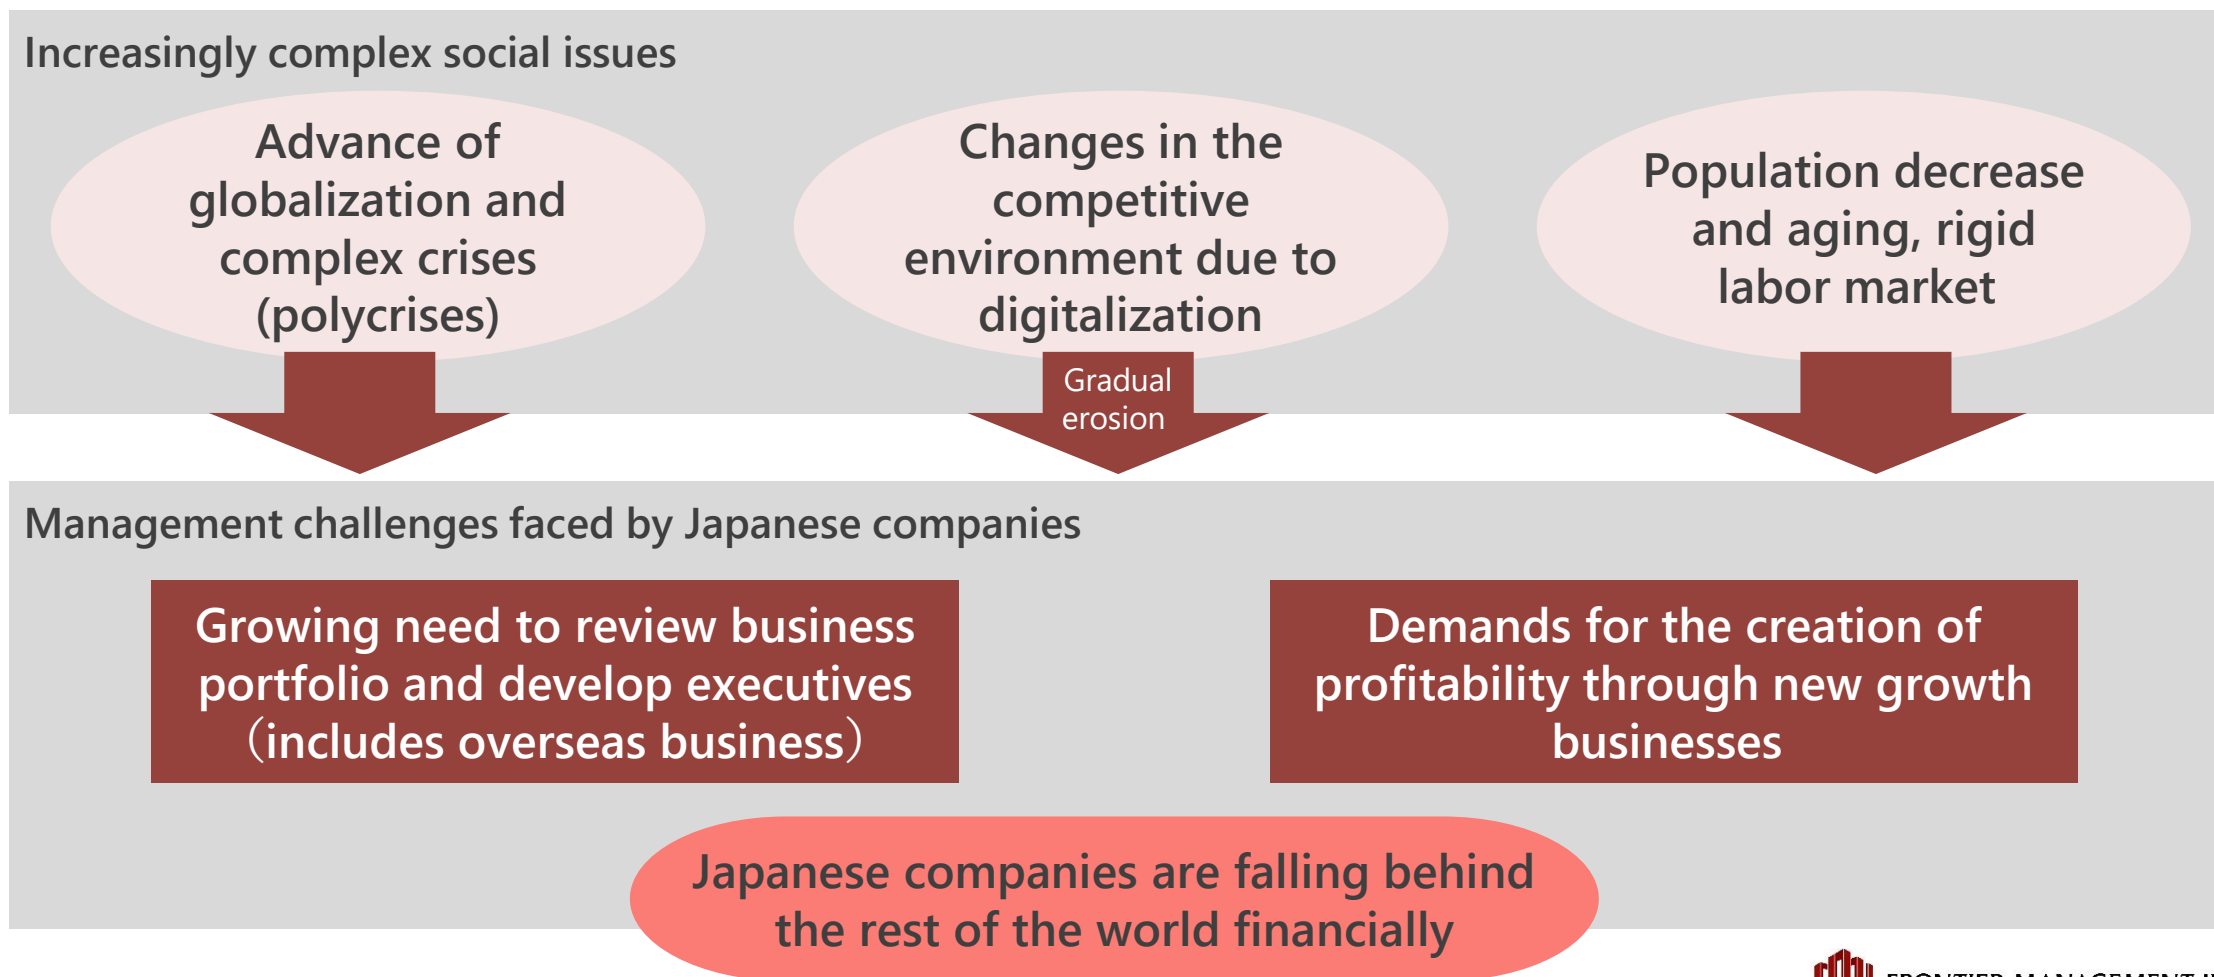 Increasingly complex social issues
Advance of
globalization and
complex crises
(polycrises)
Changes in the
competitive
environment due to
digitalization
Population decrease
and aging, rigid
labor market
Gradual
erosion
Management challenges faced by Japanese companies
Growing need to review business
portfolio and develop executives
（includes overseas business）
Demands for the creation of
profitability through new growth
businesses
Japanese companies are falling behind
the rest of the world financially
FRONTIER MANAGEMENT